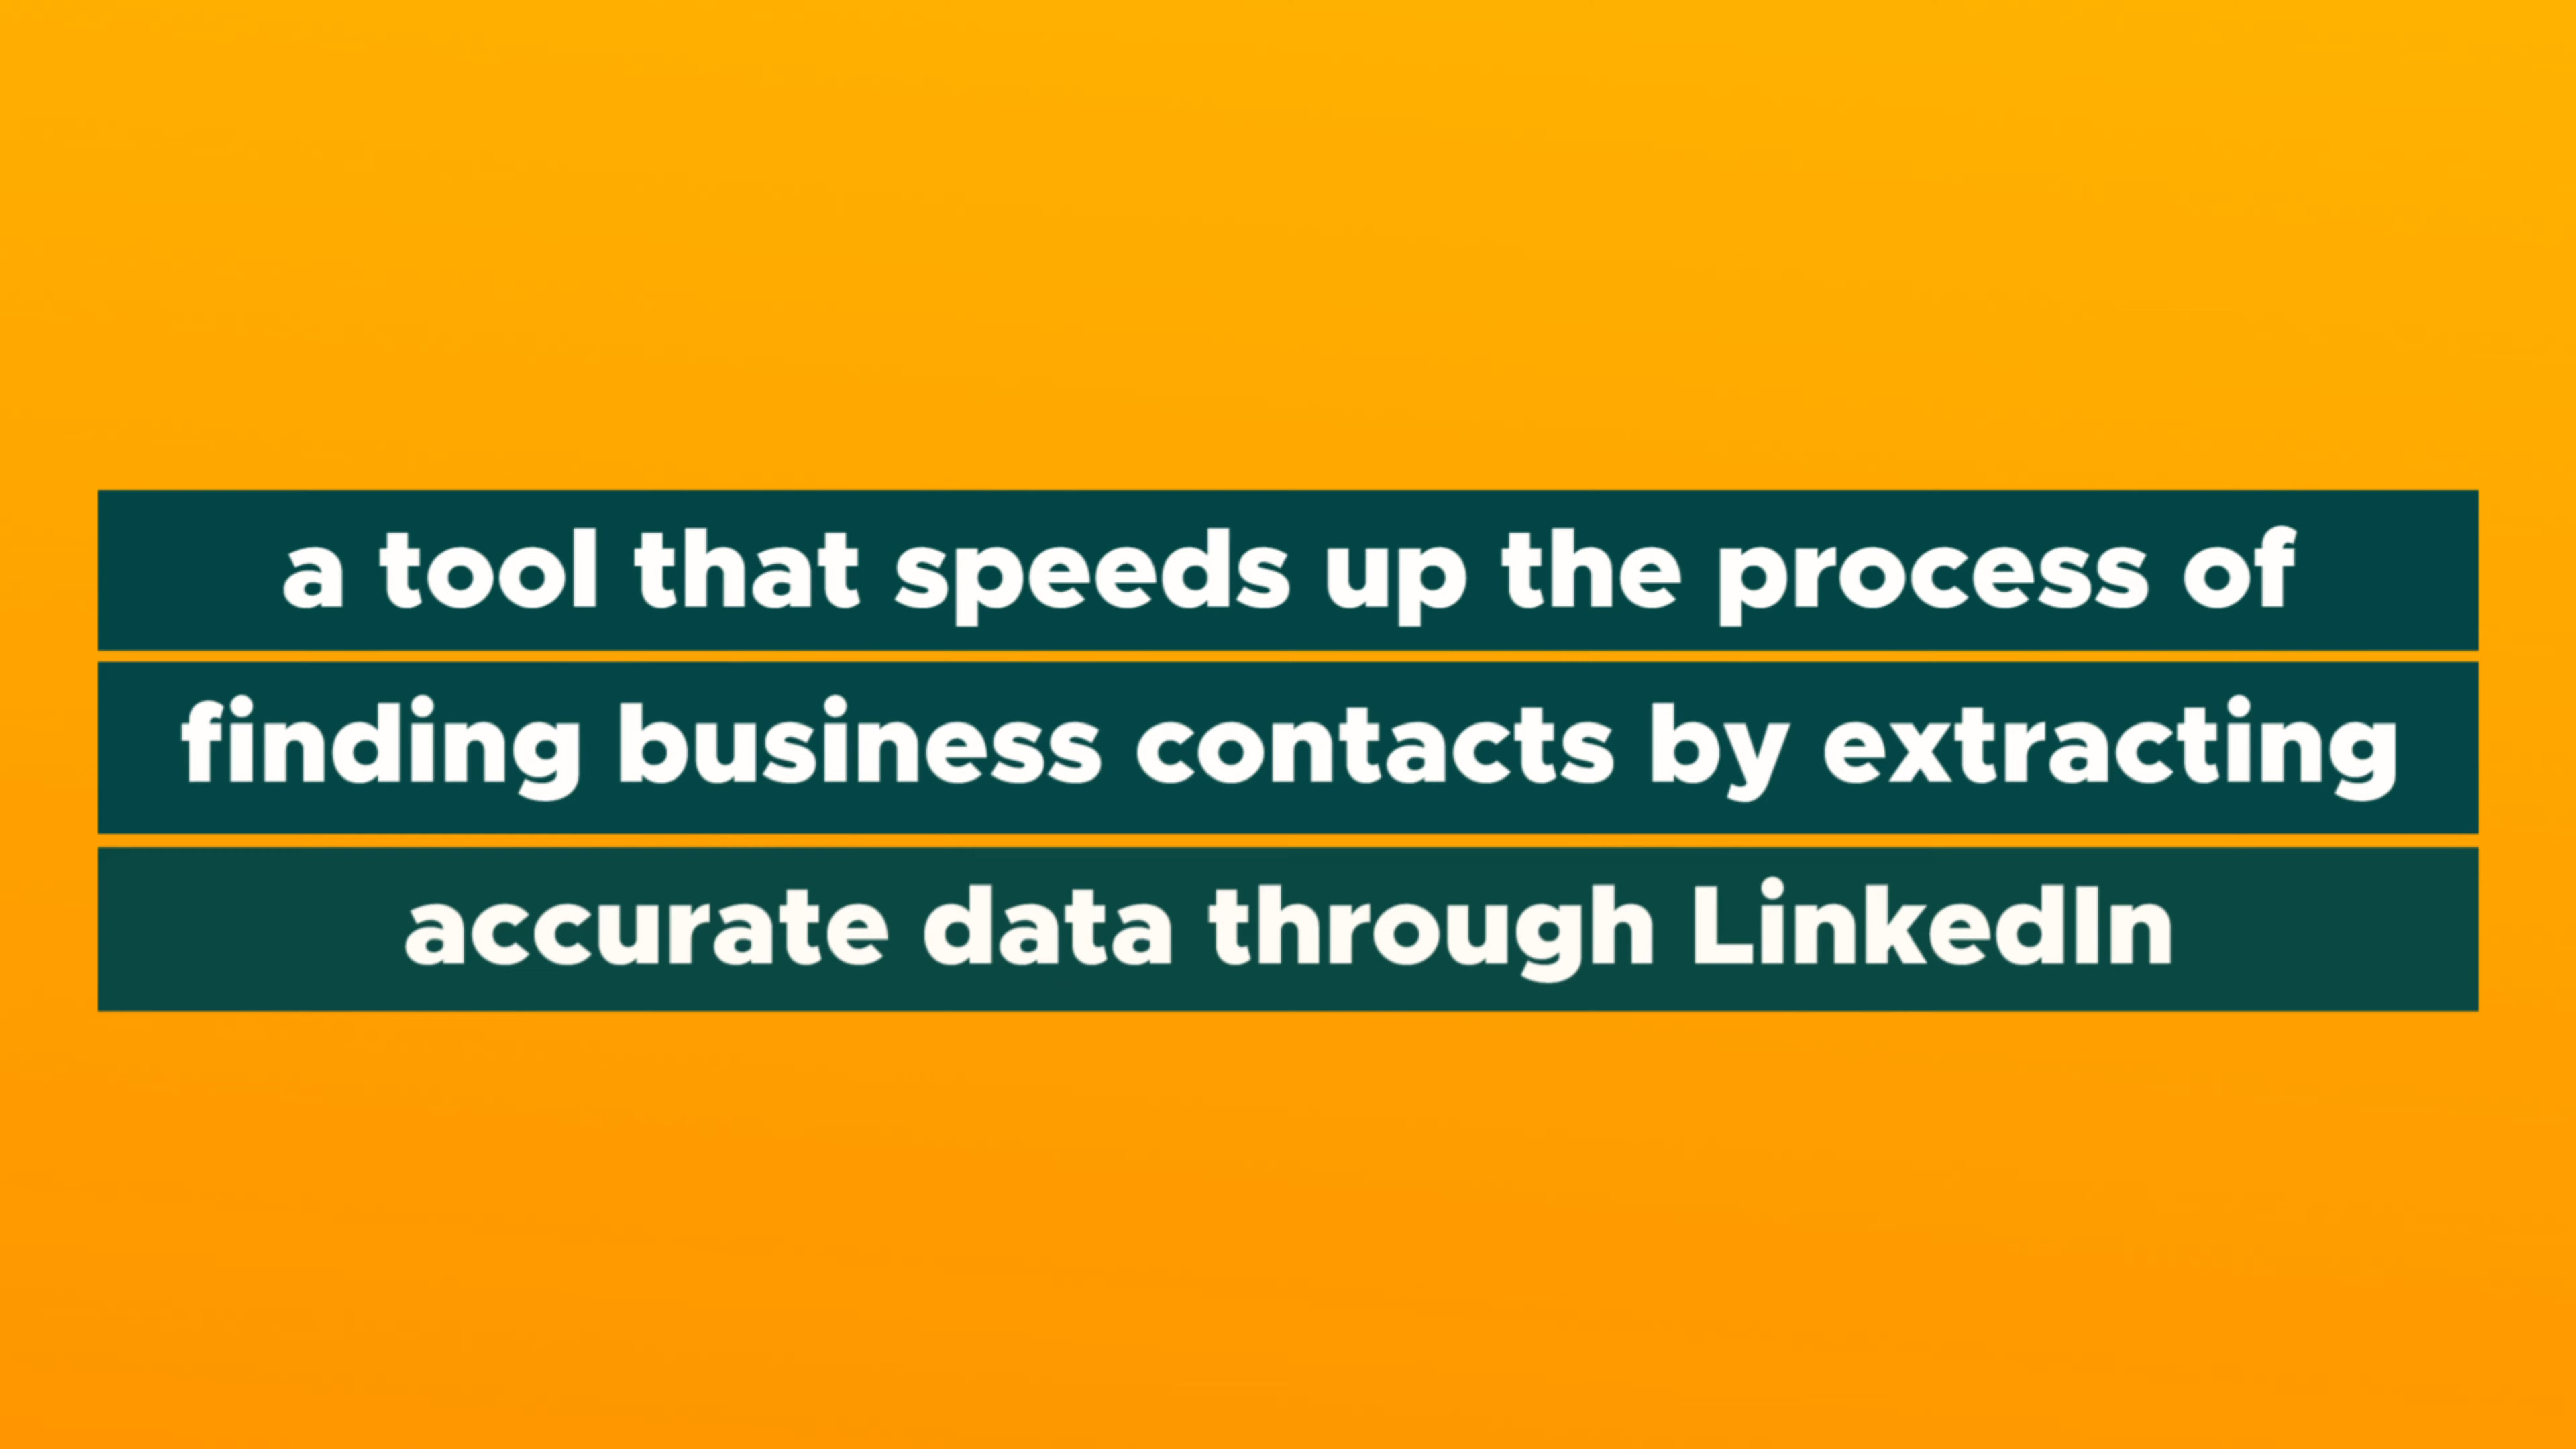 a tool that speeds up the process of
finding business contacts by extracting
accurate data through LinkedIn